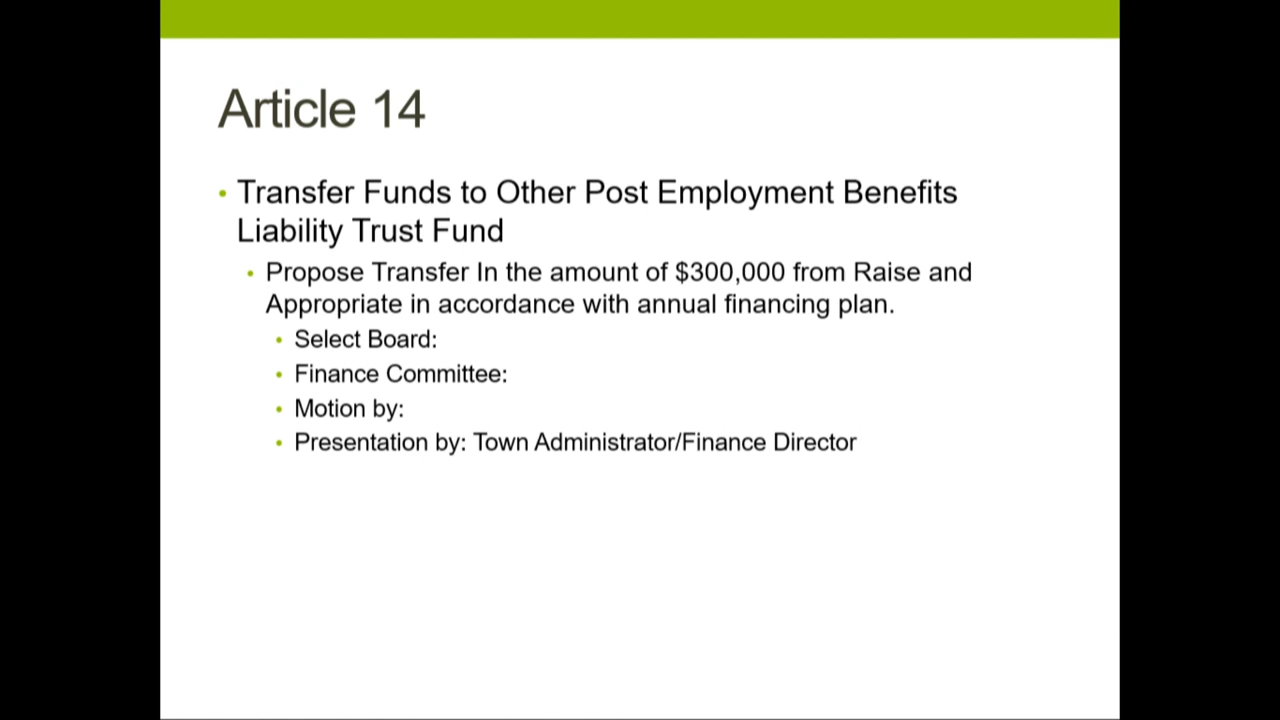 Article 14
• Transfer Funds to Other Post Employment Benefits
Liability Trust Fund
• Propose Transfer In the amount of $300,000 from Raise and
Appropriate in accordance with annual financing plan.
• Select Board:
• Finance Committee:
• Motion by:
• Presentation by: Town Administrator/Finance Director